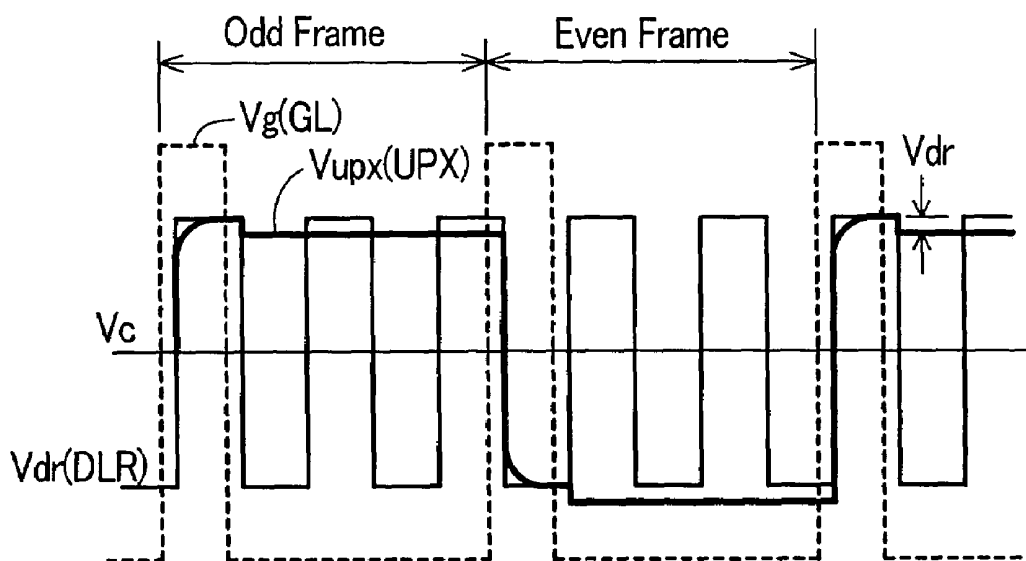 Odd Frame
Even Frame
Vg(GL)
Vupx(UPX)
Vdr
Vc
Vdr(DLR)